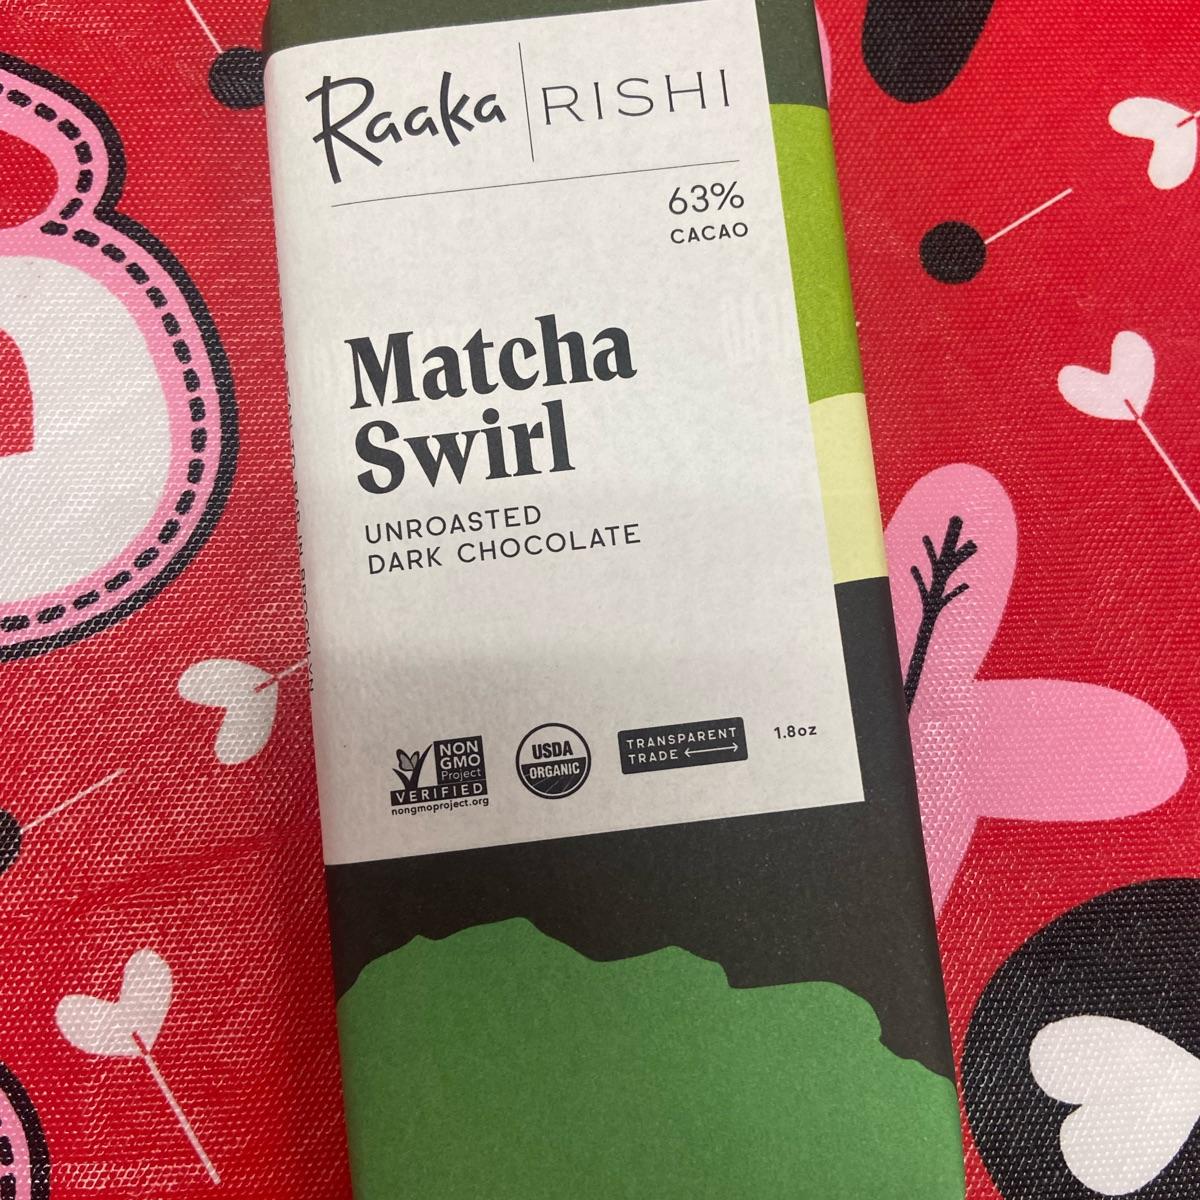 Raaka | RISHI
63%
CACAO
Matcha
Swirl
UNROASTED
DARK CHOCOLATE
NON
GMO
Project
VERIFIED
nongmoproject.org
USDA
ORGANIC
TRANSPARENT
TRADE
1.8oz